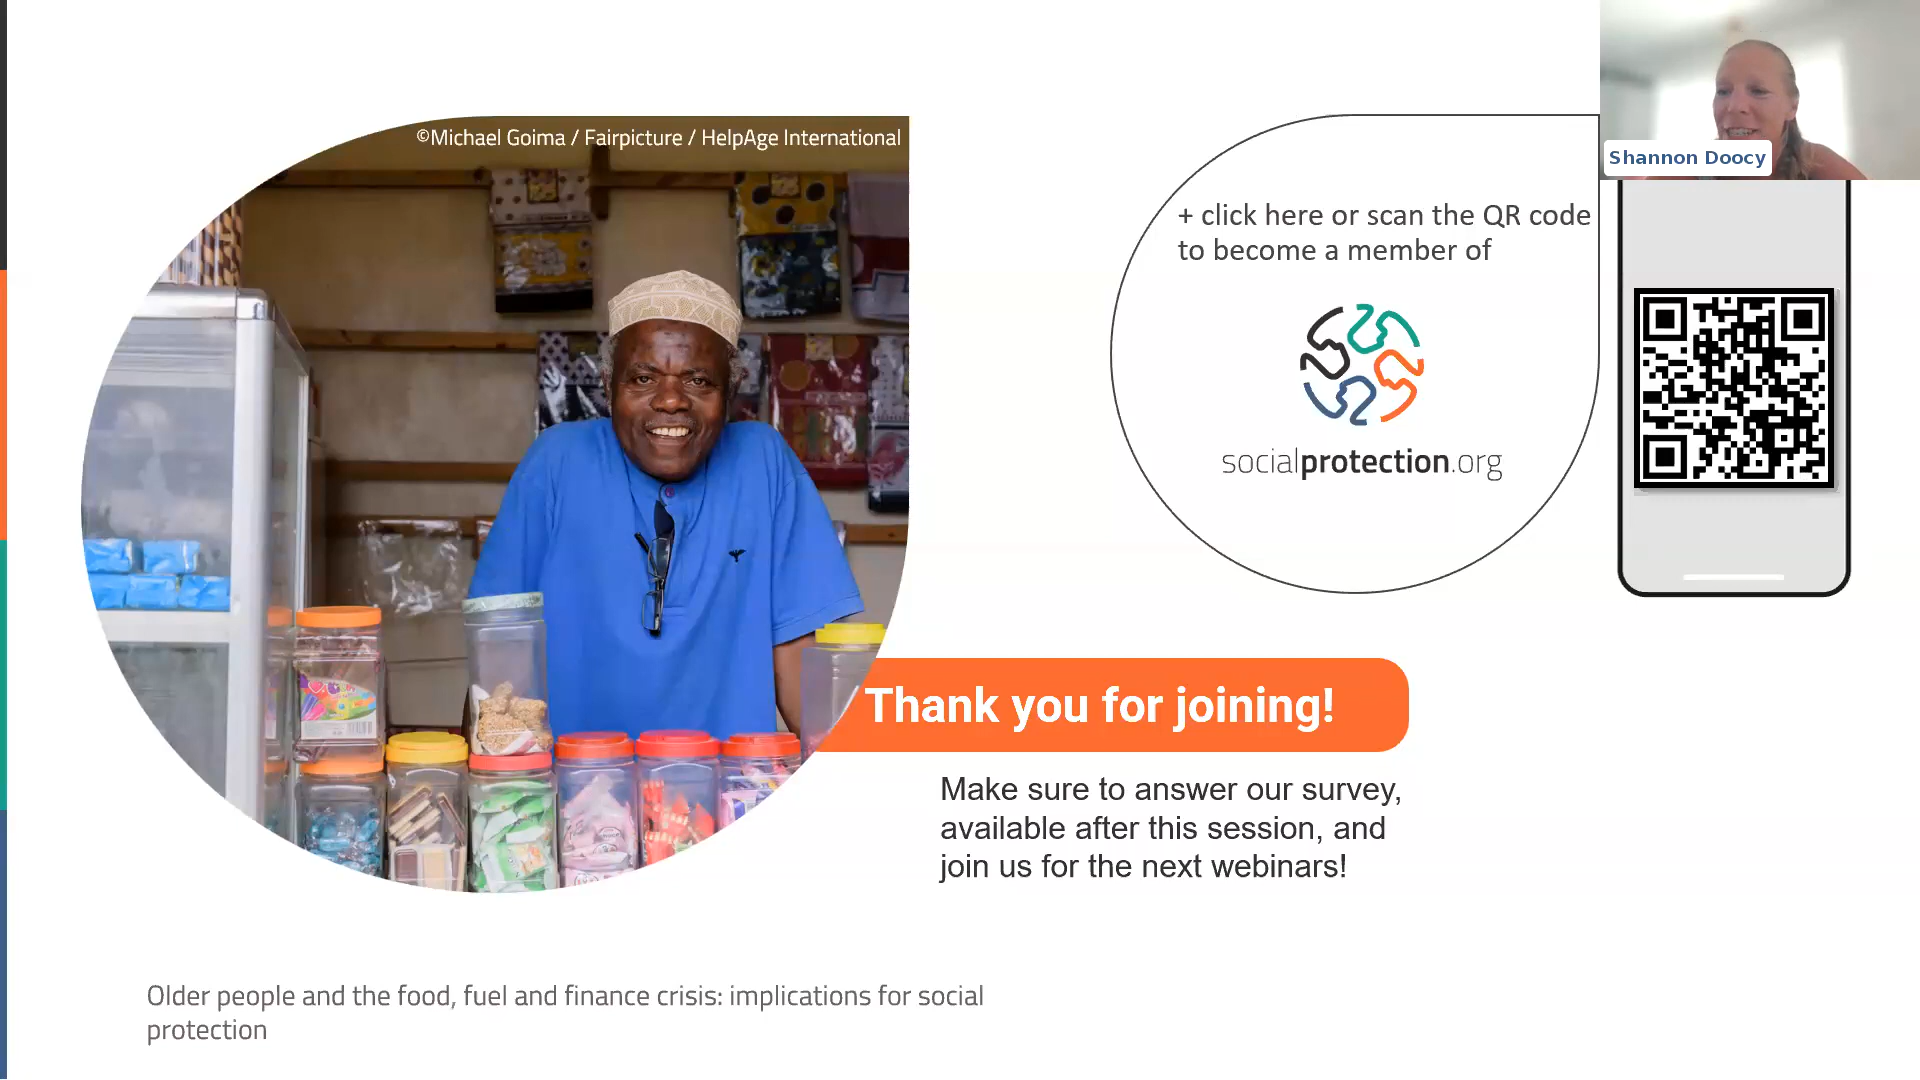 ©Michael Goima / Fairpicture / HelpAge International
Shannon Doocy
+ click here or scan the QR code
to become a member of
socialprotection.org
Thank you for joining!
Make sure to answer our survey,
available after this session, and
join us for the next webinars!
Older people and the food, fuel and finance crisis: implications for social
protection